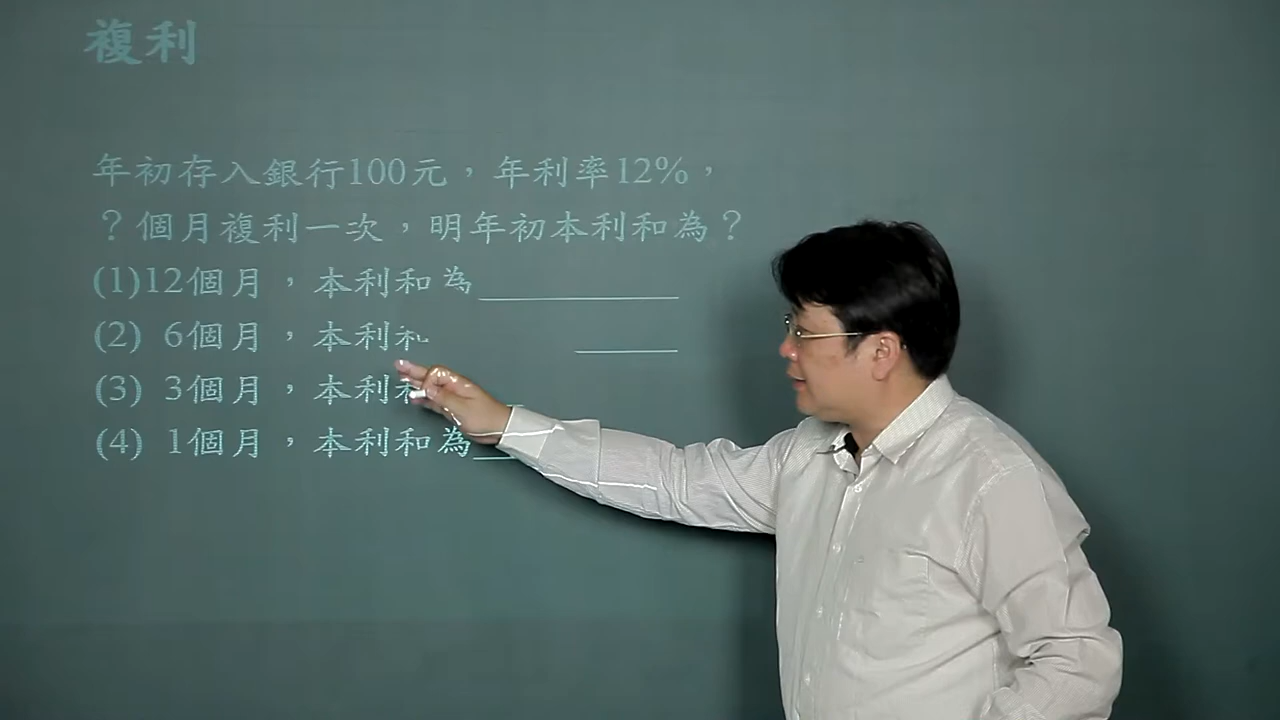 複利
年初存入銀行100元，年利率12%，
？個月複利一次，明年初本利和為？
(1)12個月，本利和為
(2) 6個月，本利和
(3) 3個月，本利
(4) 1個月，本利和為